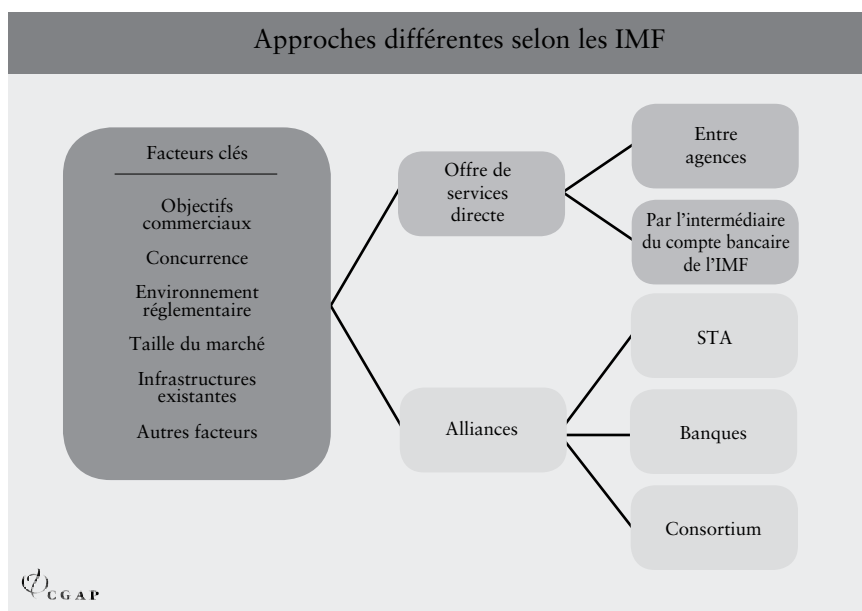 Approches différentes selon les IMF
Facteurs clés
Objectifs
commerciaux
Concurrence
Environnement
réglementaire
Taille du marché
Infrastructures
existantes
Autres facteurs
Offre de
services
directe
Entre
agences
Par l'intermédiaire
du compte bancaire
de l'IMF
Alliances
STA
Banques
Consortium
CGAP